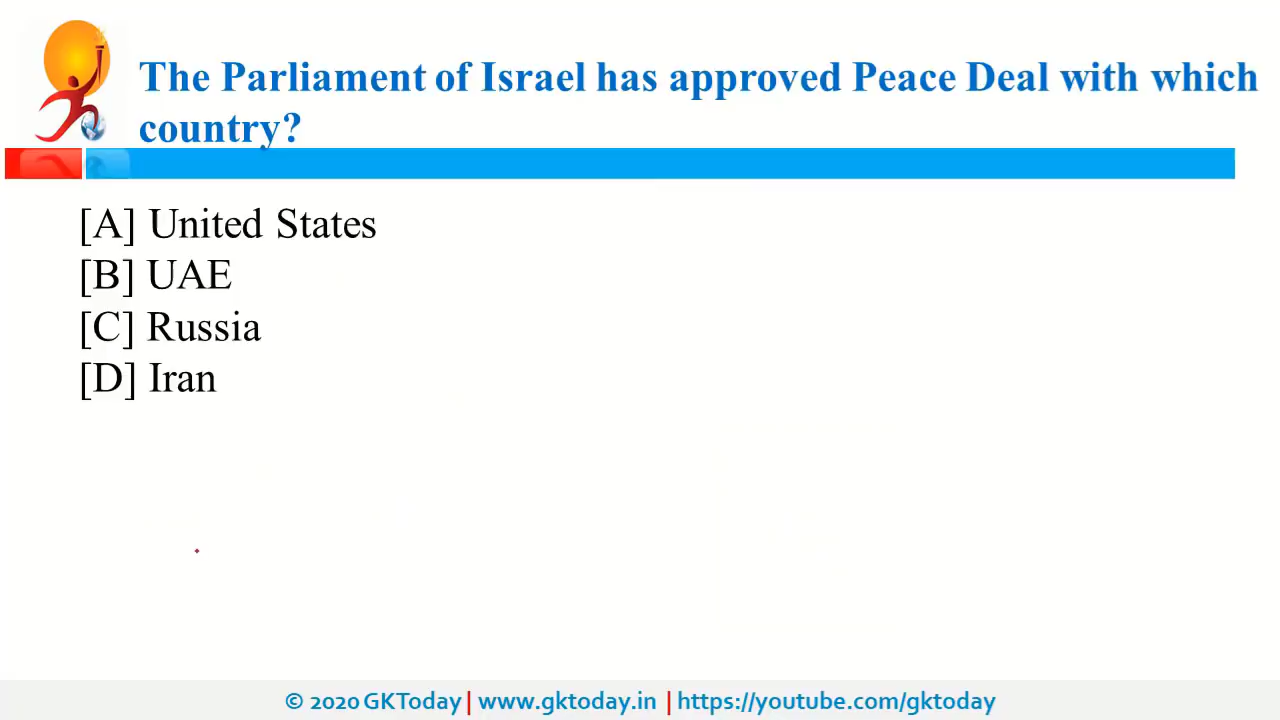 The Parliament of Israel has approved Peace Deal with which
country?
[A] United States
[B] UAE
[C] Russia
[D] Iran
© 2020 GKToday | www.gktoday.in | https://youtube.com/gktoday